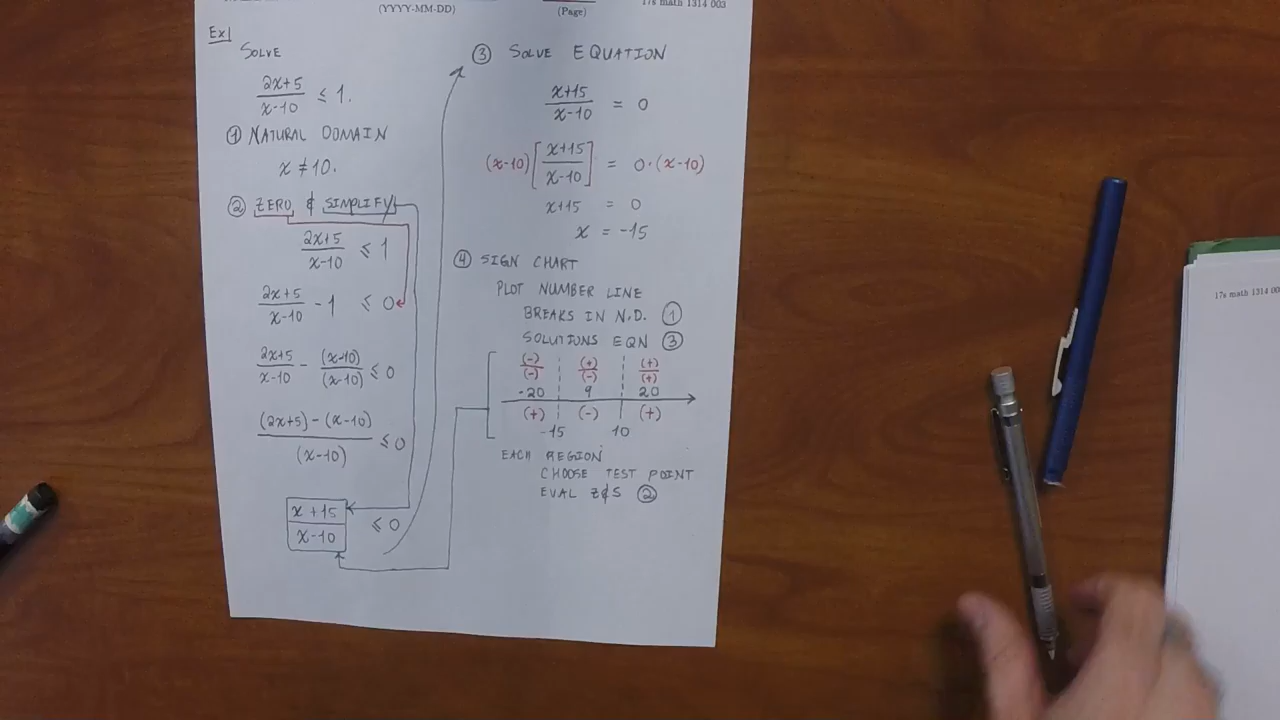 (YYYY-MM-DD)
(Page)
17s math 1314 003
Ex1
SOLVE
2x+5
x-10 ≤ 1.
① NATURAL DOMAIN
x ≠ 10.
② ZERO & SIMPLIFY
2x+5
x-10 ≤ 1
2x+5
x-10 - 1 ≤ 0
2x+5 - (x-10)
x-10 (x-10) ≤ 0
(2x+5) - (x-10)
(x-10) ≤ 0
x+15
x-10 ≤ 0
③ SOLVE EQUATION
x+15
x-10 = 0
(x-10) [ x+15
x-10 ] = 0·(x-10)
x+15 = 0
x = -15
④ SIGN CHART
PLOT NUMBER LINE
BREAKS IN N.D. ①
SOLUTIONS EQN ③
(-) (+) (+)
(-) (-) (+)
-20 9 20
(+) (-) (+)
-15 10
EACH REGION
CHOOSE TEST POINT
EVAL Z&S ②
17s math 1314 00